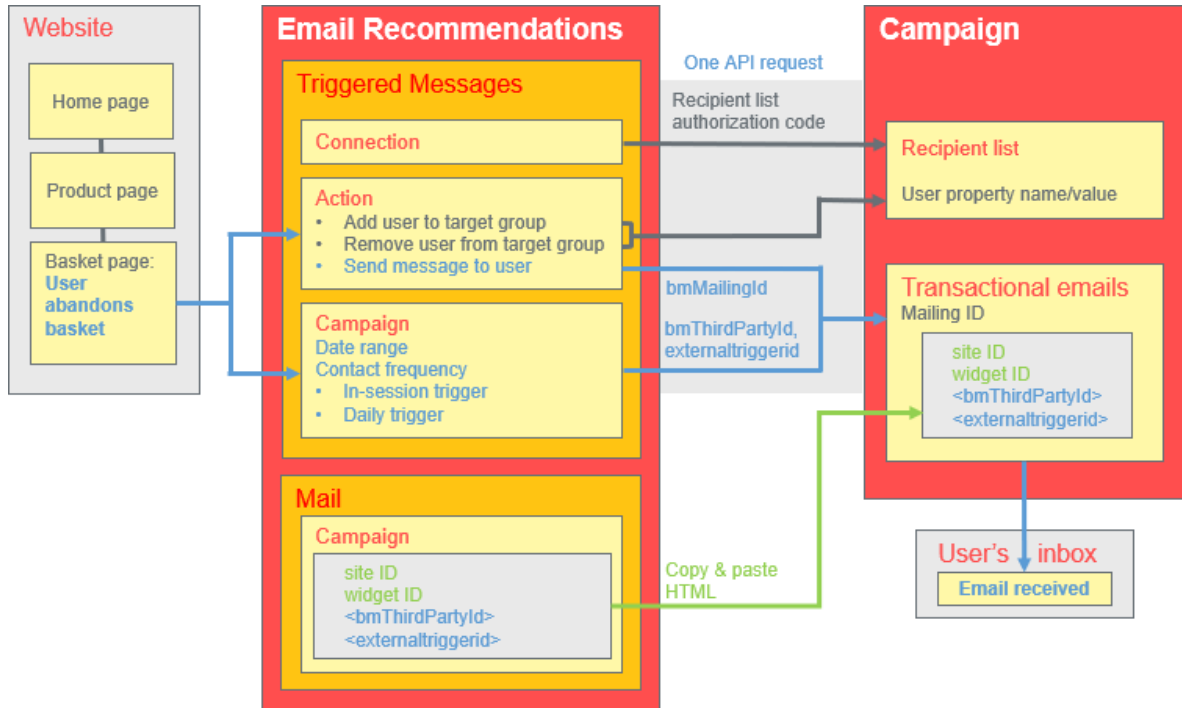 Website
Home page
Product page
Basket page:
User
abandons
basket
Email Recommendations
Triggered Messages
Connection
Action
• Add user to target group
• Remove user from target group
• Send message to user
Campaign
Date range
Contact frequency
• In-session trigger
• Daily trigger
Mail
Campaign
site ID
widget ID
<bmThirdPartyId>
<externaltriggerid>
One API request
Recipient list
authorization code
bmMailingId
bmThirdPartyId,
externaltriggerid
Copy & paste
HTML
Campaign
Recipient list
User property name/value
Transactional emails
Mailing ID
site ID
widget ID
<bmThirdPartyId>
<externaltriggerid>
User's inbox
Email received